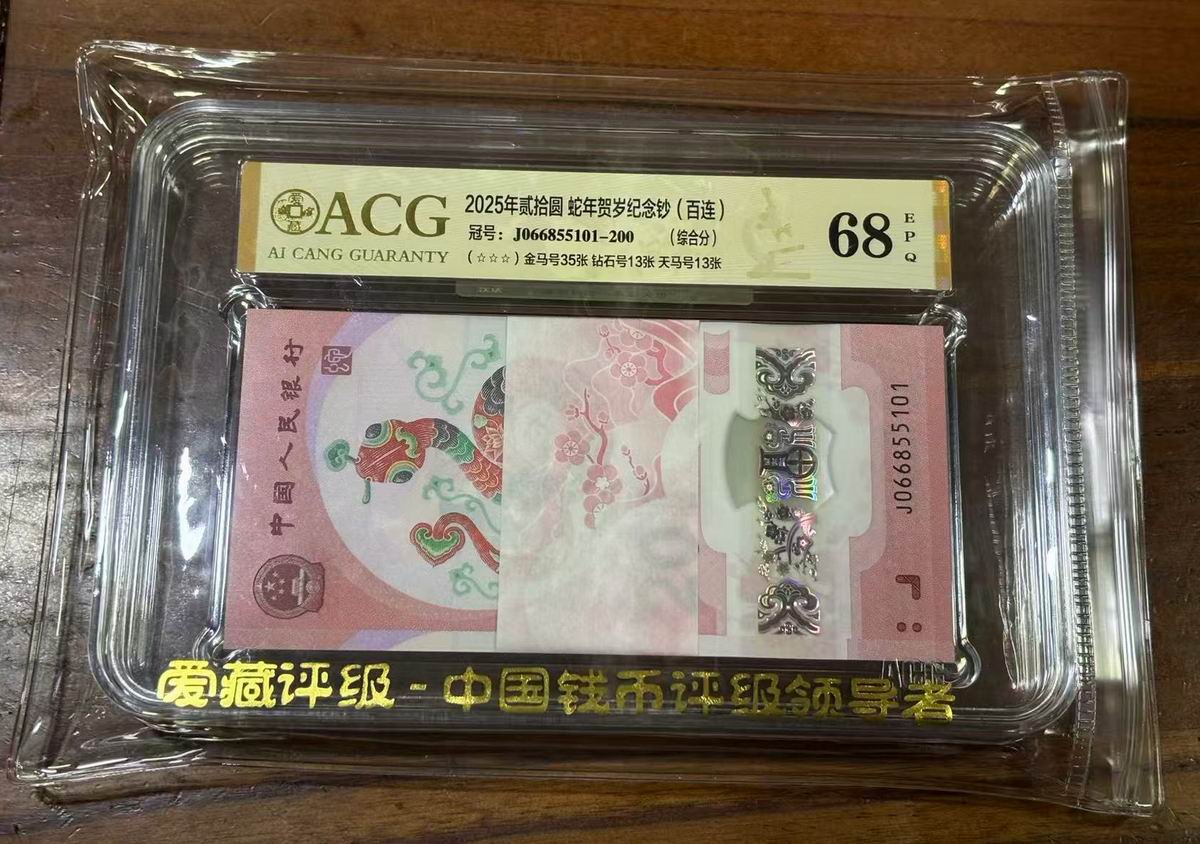 ACG
AI CANG GUARANTY
2025年贰拾圆 蛇年贺岁纪念钞（百连）
冠号：J066855101-200 （综合分）
（☆☆☆）金马号35张 钻石号13张 天马号13张
68
EPQ
中国人民银行
J066855101
爱藏评级-中国钱币评级领导者